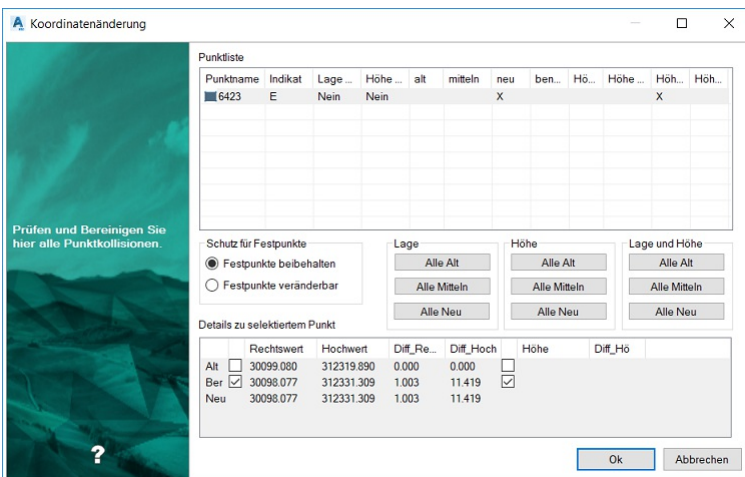 Koordinatenänderung
Prüfen und Bereinigen Sie
hier alle Punktkollisionen.
?
Punktliste
Punktname Indikat Lage ... Höhe ... alt mitteln neu ben... Hö... Höhe ... Höh... Höh...
6423 E Nein Nein X X
Schutz für Festpunkte
Festpunkte beibehalten
Festpunkte veränderbar
Lage
Alle Alt
Alle Mitteln
Alle Neu
Höhe
Alle Alt
Alle Mitteln
Alle Neu
Lage und Höhe
Alle Alt
Alle Mitteln
Alle Neu
Details zu selektiertem Punkt
Rechtswert Hochwert Diff_Re... Diff_Hoch Höhe Diff_Hö
Alt 30099.080 312319.890 0.000 0.000
Ber 30098.077 312331.309 1.003 11.419
Neu 30098.077 312331.309 1.003 11.419
Ok Abbrechen